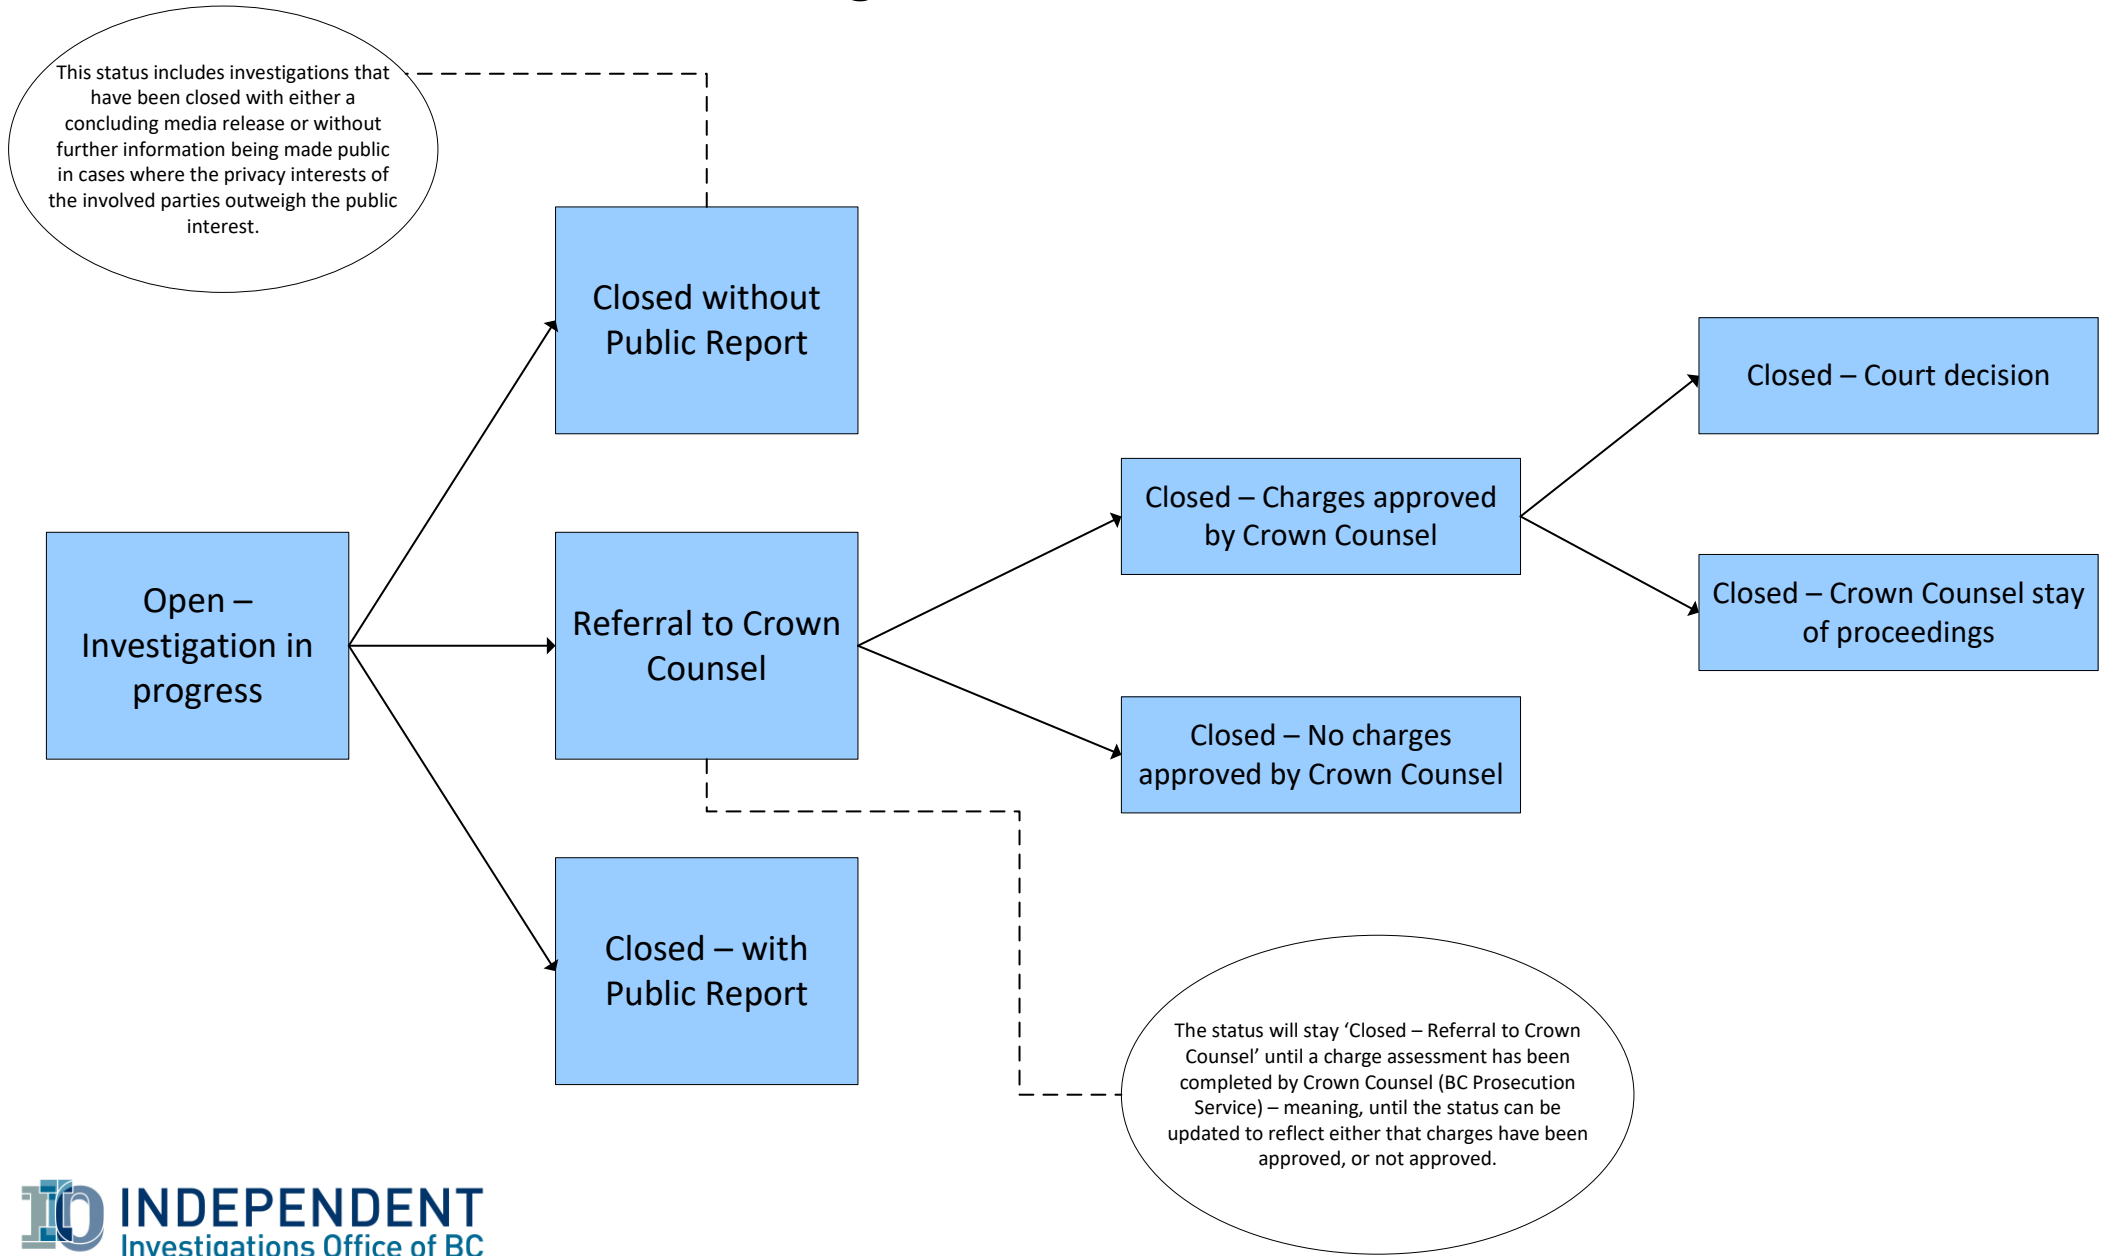 This status includes investigations that
have been closed with either a
concluding media release or without
further information being made public
in cases where the privacy interests of
the involved parties outweigh the public
interest.
Closed without
Public Report
Open –
Investigation in
progress
Referral to Crown
Counsel
Closed – with
Public Report
Closed – Charges approved
by Crown Counsel
Closed – No charges
approved by Crown Counsel
Closed – Court decision
Closed – Crown Counsel stay
of proceedings
The status will stay ‘Closed – Referral to Crown
Counsel’ until a charge assessment has been
completed by Crown Counsel (BC Prosecution
Service) – meaning, until the status can be
updated to reflect either that charges have been
approved, or not approved.
IIO INDEPENDENT
Investigations Office of BC